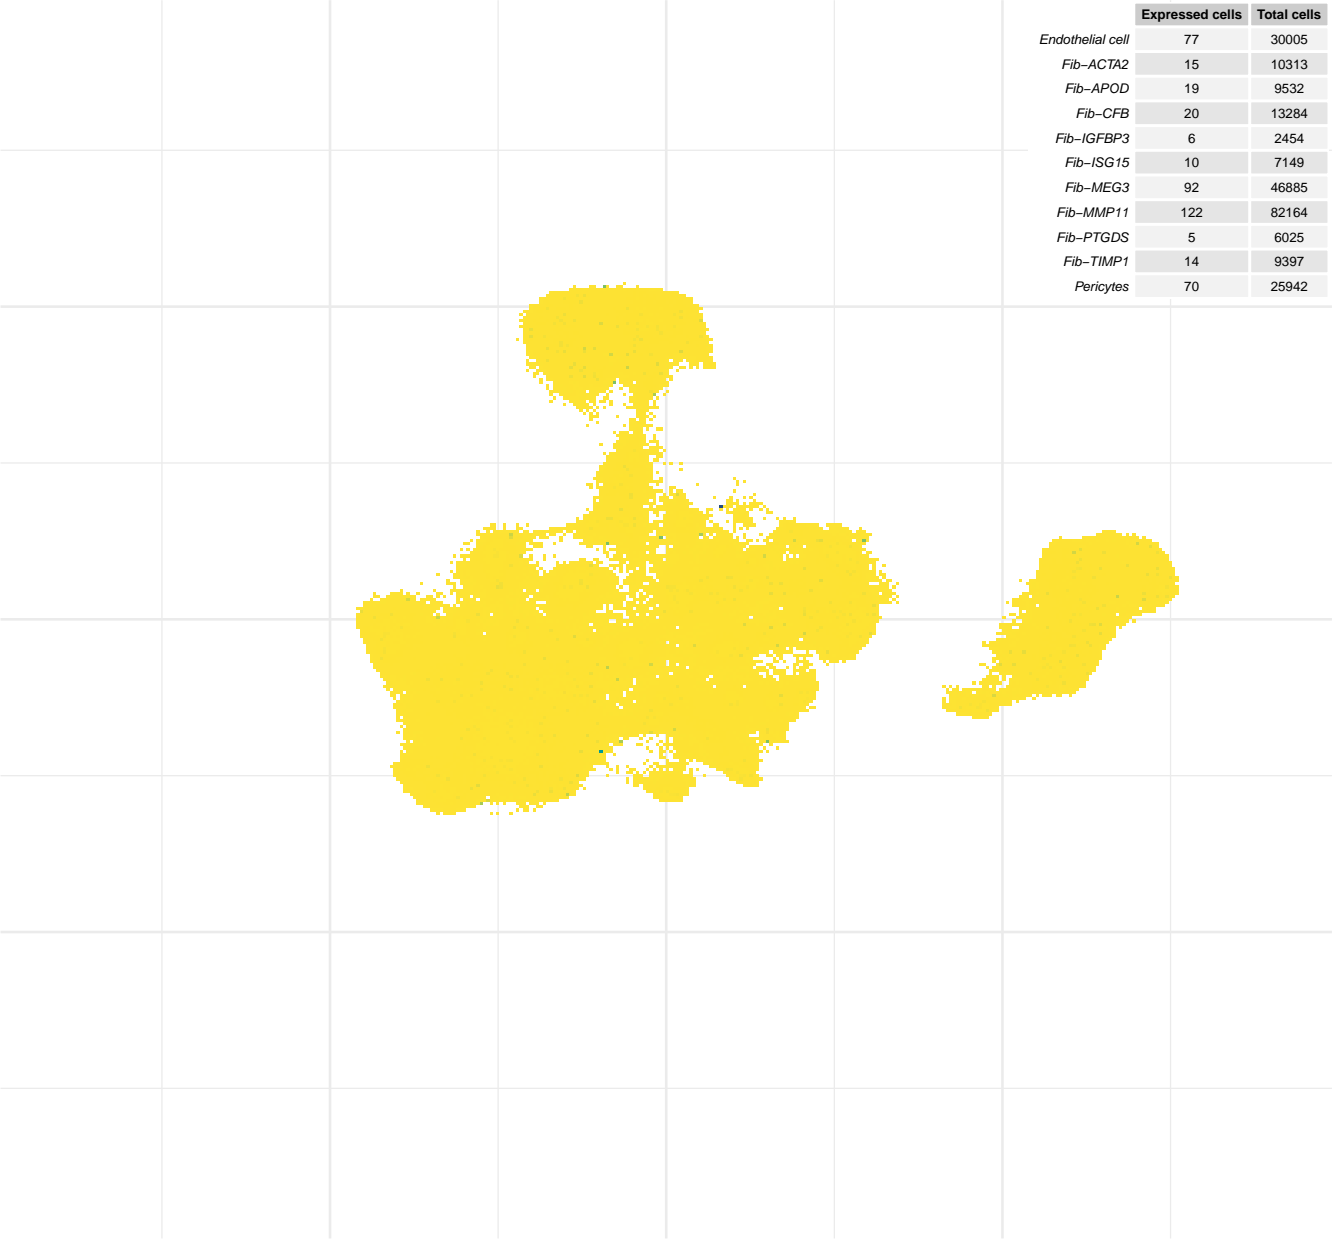 Expressed cells Total cells
Endothelial cell 77 30005
Fib−ACTA2 15 10313
Fib−APOD 19 9532
Fib−CFB 20 13284
Fib−IGFBP3 6 2454
Fib−ISG15 10 7149
Fib−MEG3 92 46885
Fib−MMP11 122 82164
Fib−PTGDS 5 6025
Fib−TIMP1 14 9397
Pericytes 70 25942